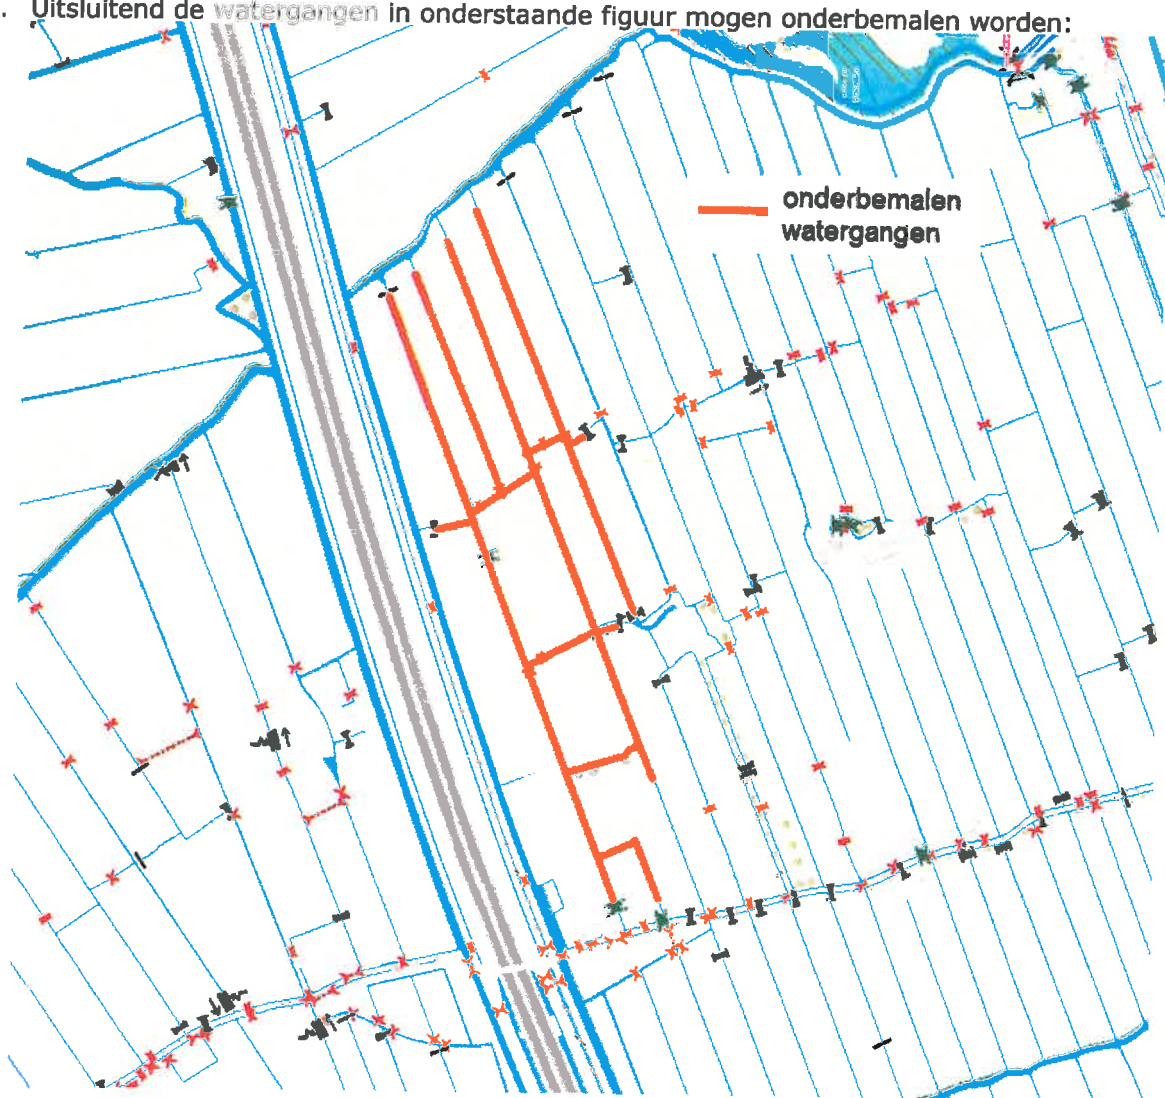 . Uitsluitend de watergangen in onderstaande figuur mogen onderbemalen worden:
onderbemalen
watergangen